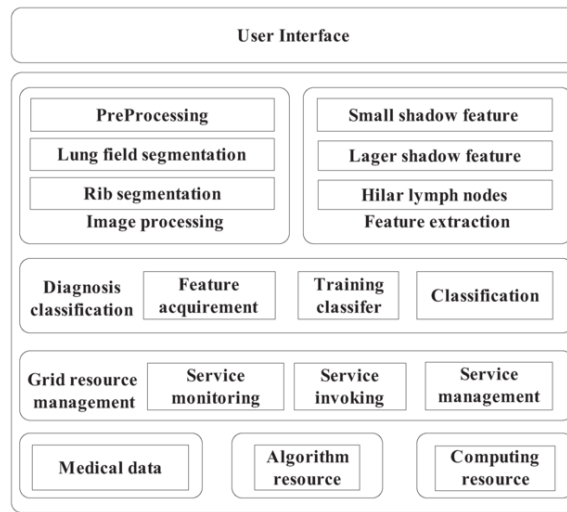 User Interface
PreProcessing
Lung field segmentation
Rib segmentation
Image processing
Small shadow feature
Lager shadow feature
Hilar lymph nodes
Feature extraction
Diagnosis
classification
Feature
acquirement
Training
classifer
Classification
Grid resource
management
Service
monitoring
Service
invoking
Service
management
Medical data
Algorithm
resource
Computing
resource